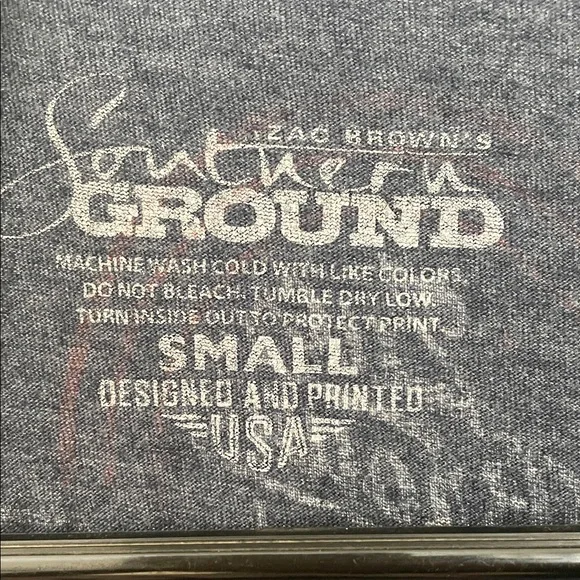 ZAC BROWN'S
Southern
GROUND
MACHINE WASH COLD WITH LIKE COLORS.
DO NOT BLEACH. TUMBLE DRY LOW.
TURN INSIDE OUT TO PROTECT PRINT.
SMALL
DESIGNED AND PRINTED
USA